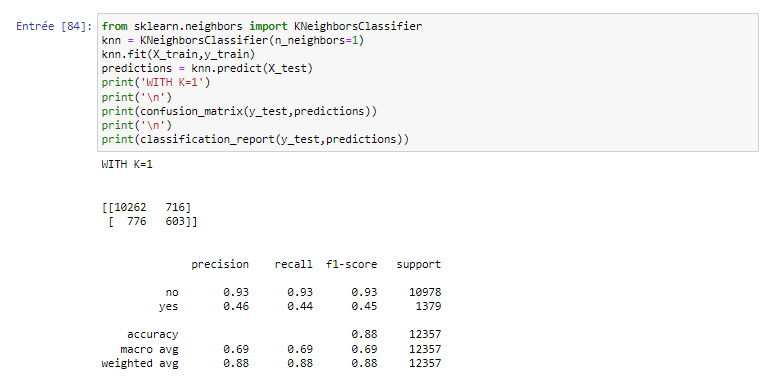 Entrée [84]: from sklearn.neighbors import KNeighborsClassifier
knn = KNeighborsClassifier(n_neighbors=1)
knn.fit(X_train,y_train)
predictions = knn.predict(X_test)
print('WITH K=1')
print('\n')
print(confusion_matrix(y_test,predictions))
print('\n')
print(classification_report(y_test,predictions))
WITH K=1
[[10262 716]
[ 776 603]]
precision recall f1-score support
no 0.93 0.93 0.93 10978
yes 0.46 0.44 0.45 1379
accuracy 0.88 12357
macro avg 0.69 0.69 0.69 12357
weighted avg 0.88 0.88 0.88 12357